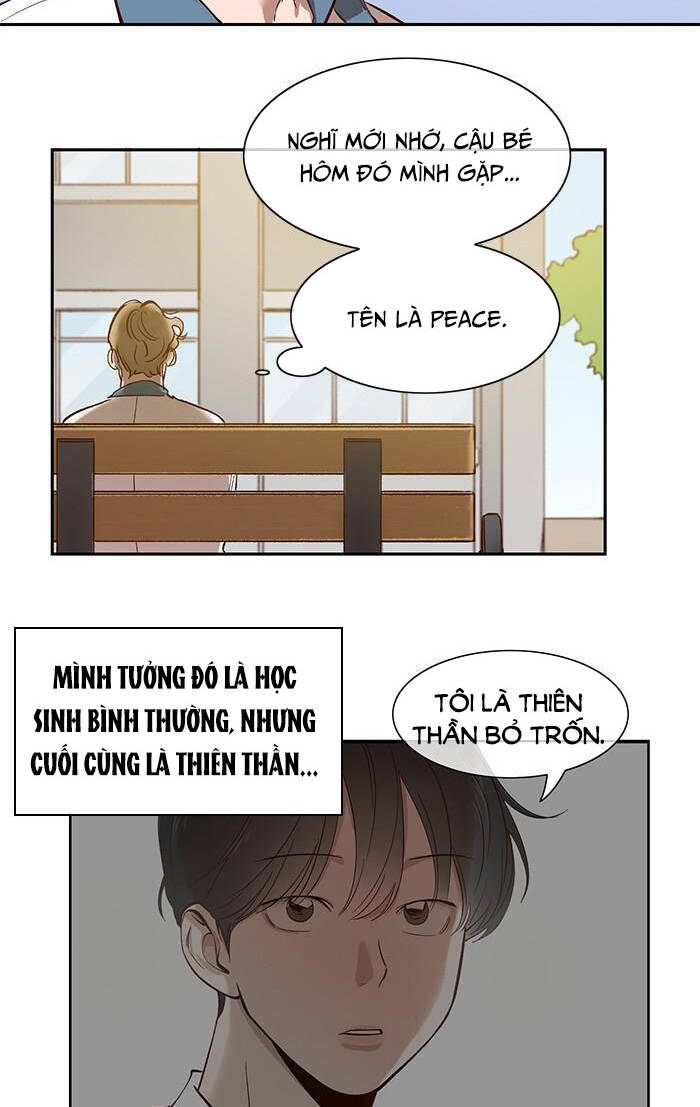 NGHĨ MỚI NHỚ, CẬU BÉ
HÔM ĐÓ MÌNH GẶP...
TÊN LÀ PEACE.
MÌNH TƯỞNG ĐÓ LÀ HỌC
SINH BÌNH THƯỜNG, NHƯNG
CUỐI CÙNG LÀ THIÊN THẦN...
TÔI LÀ THIÊN
THẦN BỎ TRỐN.